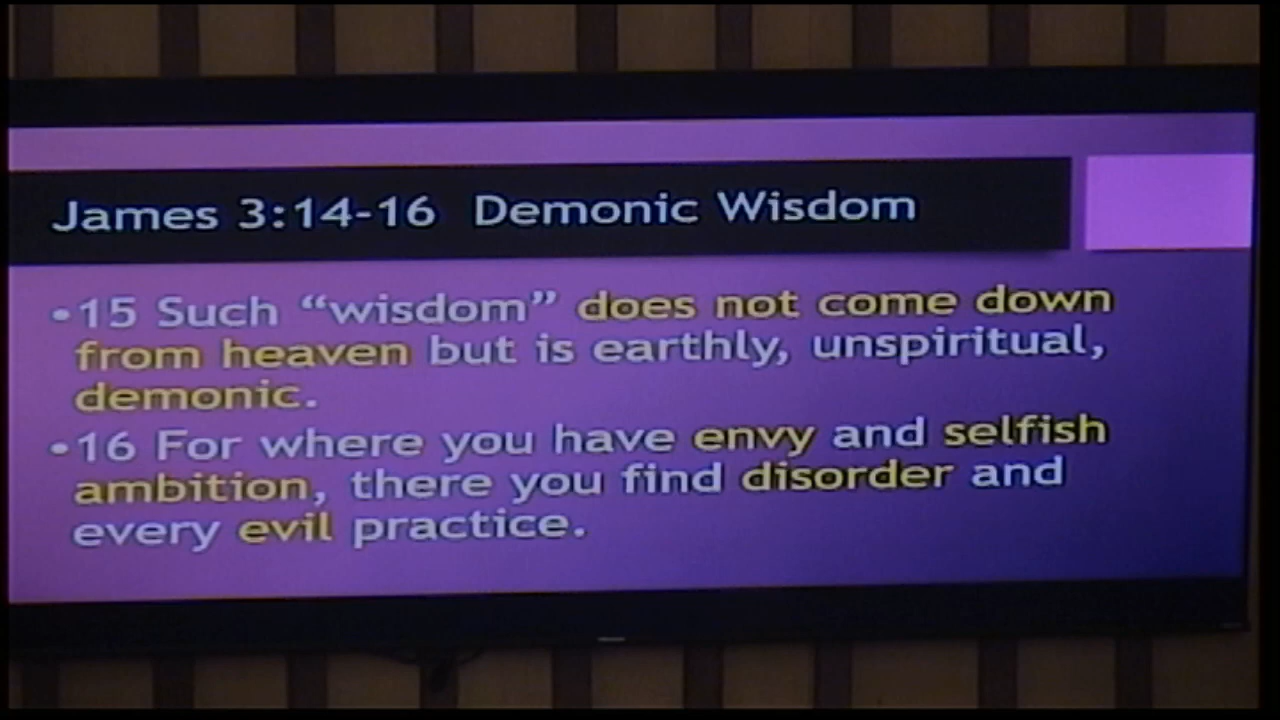 James 3:14-16 Demonic Wisdom
•15 Such “wisdom” does not come down
from heaven but is earthly, unspiritual,
demonic.
•16 For where you have envy and selfish
ambition, there you find disorder and
every evil practice.